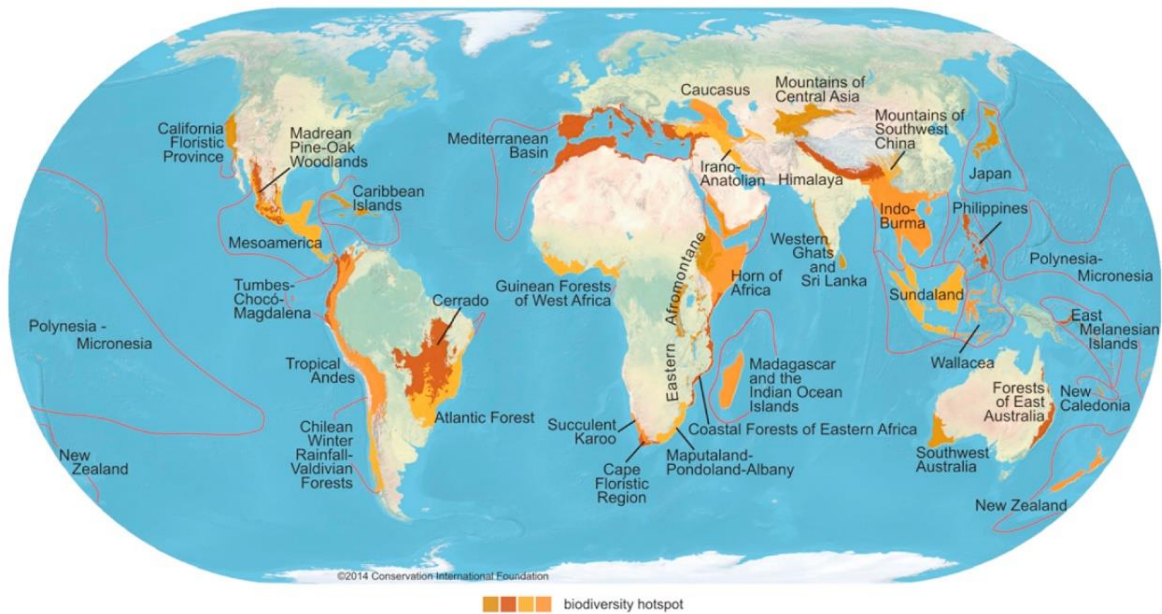 California
Floristic
Province
Madrean
Pine-Oak
Woodlands
Caribbean
Islands
Mesoamerica
Tumbes-
Chocó-
Magdalena
Polynesia -
Micronesia
Cerrado
Tropical
Andes
Atlantic Forest
Chilean
Winter
Rainfall-
Valdivian
Forests
New
Zealand
Mediterranean
Basin
Caucasus
Irano-
Anatolian
Mountains of
Central Asia
Mountains of
Southwest
China
Himalaya
Japan
Indo-
Burma
Philippines
Western
Ghats
and
Sri Lanka
Guinean Forests
of West Africa
Eastern Afromontane
Horn of
Africa
Sundaland
Wallacea
Polynesia-
Micronesia
East
Melanesian
Islands
Madagascar
and the
Indian Ocean
Islands
Coastal Forests of Eastern Africa
Succulent
Karoo
Cape
Floristic
Region
Maputaland-
Pondoland-Albany
Forests
of East
Australia
New
Caledonia
Southwest
Australia
New Zealand
©2014 Conservation International Foundation
biodiversity hotspot